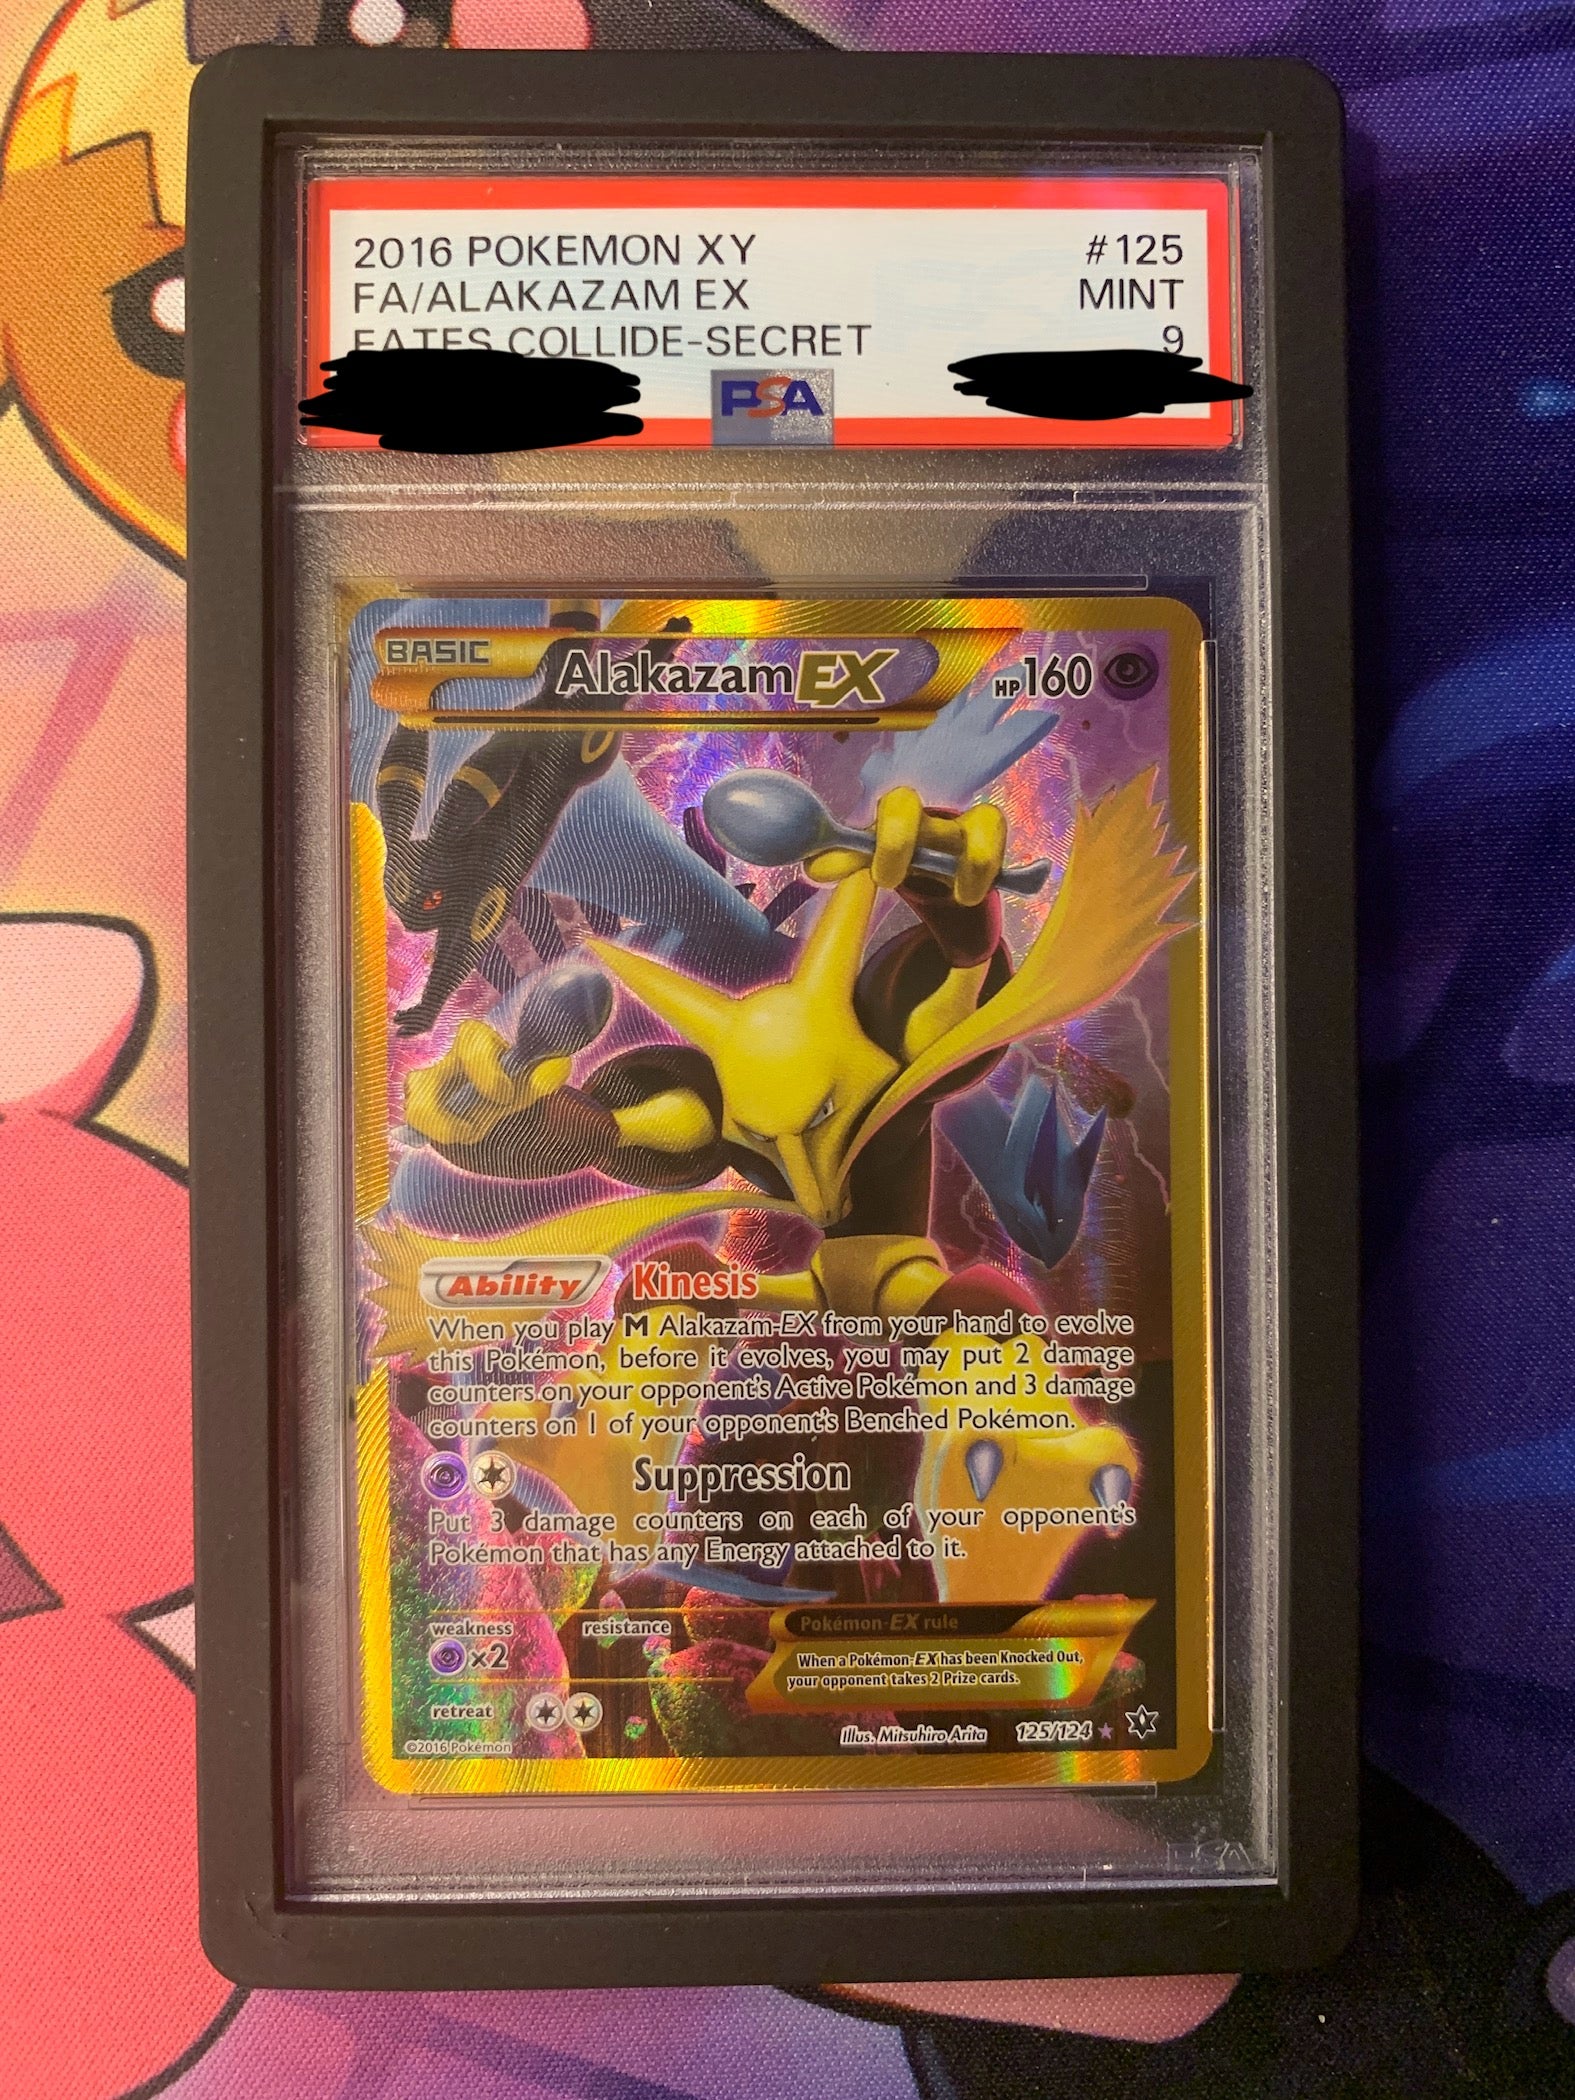 2016 POKEMON XY #125
FA/ALAKAZAM EX MINT
FATES COLLIDE-SECRET 9
PSA
BASIC Alakazam EX HP160
Ability Kinesis
When you play M Alakazam-EX from your hand to evolve
this Pokémon, before it evolves, you may put 2 damage
counters on your opponent's Active Pokémon and 3 damage
counters on 1 of your opponent's Benched Pokémon.
Suppression
Put 3 damage counters on each of your opponent's
Pokémon that has any Energy attached to it.
weakness resistance
×2
Pokémon-EX rule
When a Pokémon-EX has been Knocked Out,
your opponent takes 2 Prize cards.
retreat
Illus. Mitsuhiro Arita 125/124
©2016 Pokémon
PSA